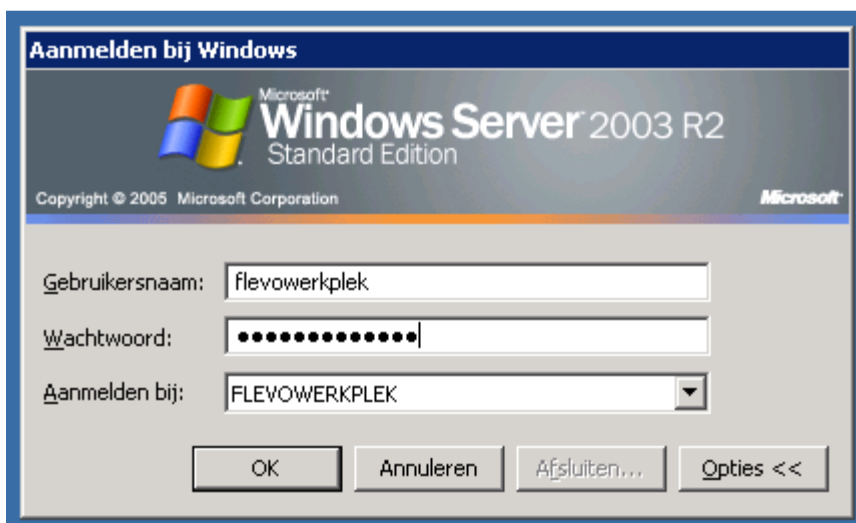 Aanmelden bij Windows
Microsoft
Windows Server 2003 R2
Standard Edition
Copyright © 2005 Microsoft Corporation Microsoft
Gebruikersnaam: flevowerkplek
Wachtwoord: ●●●●●●●●●●●●●●
Aanmelden bij: FLEVOWERKPLEK
OK Annuleren Afsluiten... Opties <<